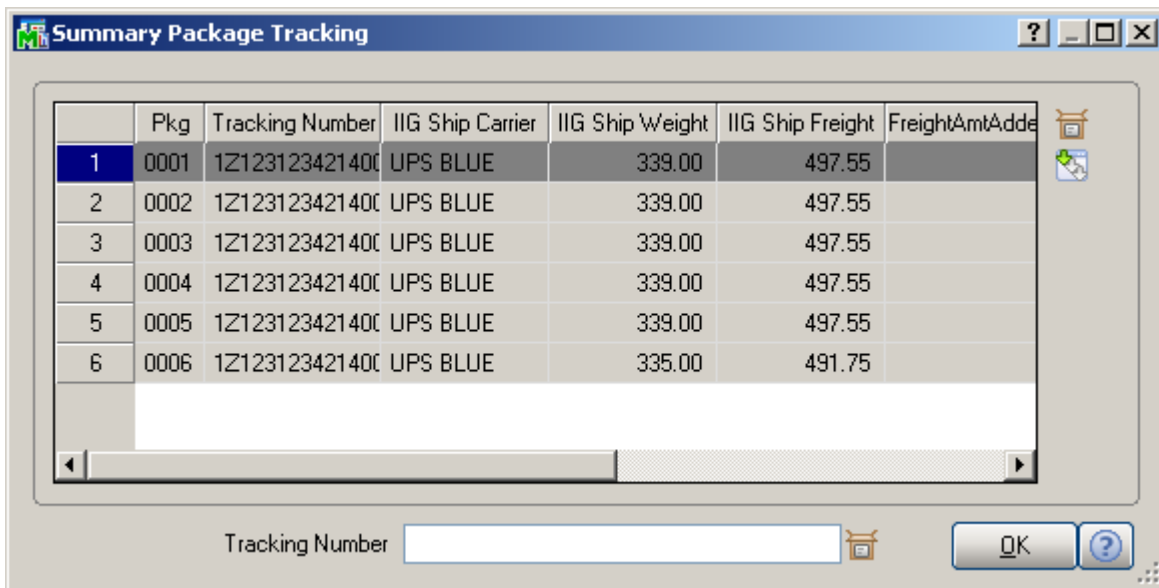 Summary Package Tracking
Pkg Tracking Number IIG Ship Carrier IIG Ship Weight IIG Ship Freight FreightAmtAdde
1 0001 1Z12312342140 UPS BLUE 339.00 497.55
2 0002 1Z12312342140 UPS BLUE 339.00 497.55
3 0003 1Z12312342140 UPS BLUE 339.00 497.55
4 0004 1Z12312342140 UPS BLUE 339.00 497.55
5 0005 1Z12312342140 UPS BLUE 339.00 497.55
6 0006 1Z12312342140 UPS BLUE 335.00 491.75
Tracking Number
OK